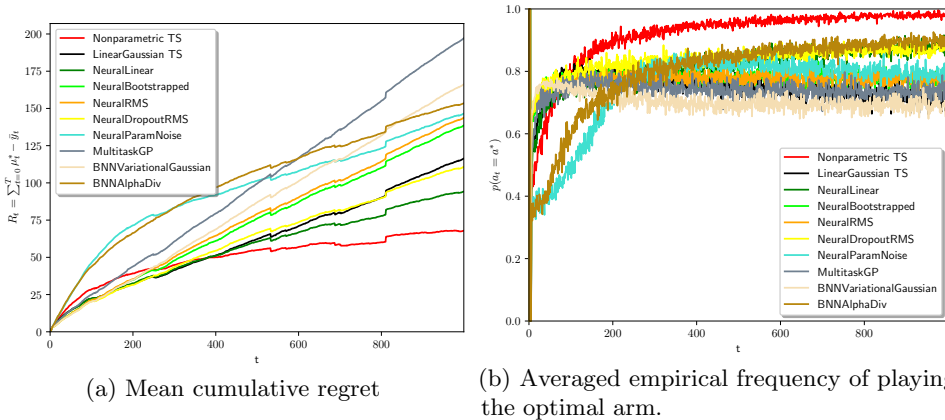 200
175
150
125
100
75
50
25
0
R_t = ∑_{t=0}^{T} μ_t^* − ȳ_t
Nonparametric TS
LinearGaussian TS
NeuralLinear
NeuralBootstrapped
NeuralRMS
NeuralDropoutRMS
NeuralParamNoise
MultitaskGP
BNNVariationalGaussian
BNNAlphaDiv
0 200 400 600 800
t
(a) Mean cumulative regret
1.0
0.8
0.6
0.4
0.2
0.0
p(a_t = a^*)
Nonparametric TS
LinearGaussian TS
NeuralLinear
NeuralBootstrapped
NeuralRMS
NeuralDropoutRMS
NeuralParamNoise
MultitaskGP
BNNVariationalGaussian
BNNAlphaDiv
0 200 400 600 800
t
(b) Averaged empirical frequency of playing
the optimal arm.